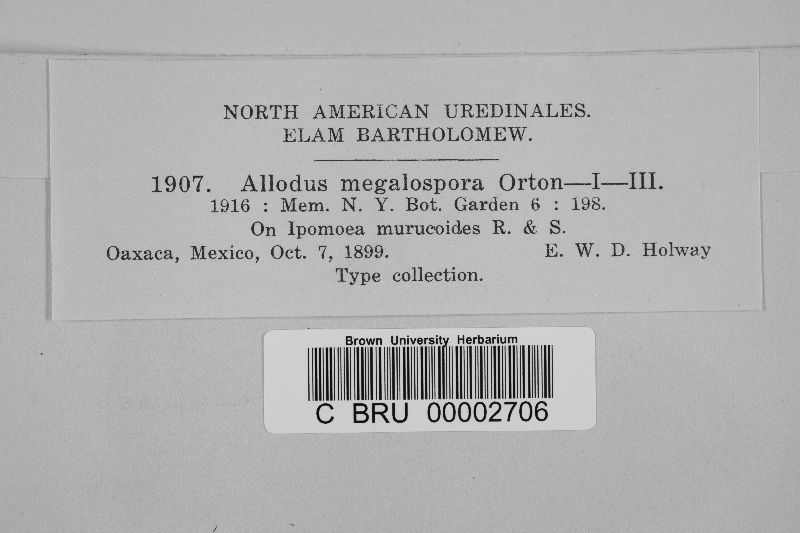 NORTH AMERICAN UREDINALES.
ELAM BARTHOLOMEW.
1907. Allodus megalospora Orton—I—III.
1916 : Mem. N. Y. Bot. Garden 6 : 198.
On Ipomoea murucoides R. & S.
Oaxaca, Mexico, Oct. 7, 1899. E. W. D. Holway
Type collection.
Brown University Herbarium
C BRU 00002706